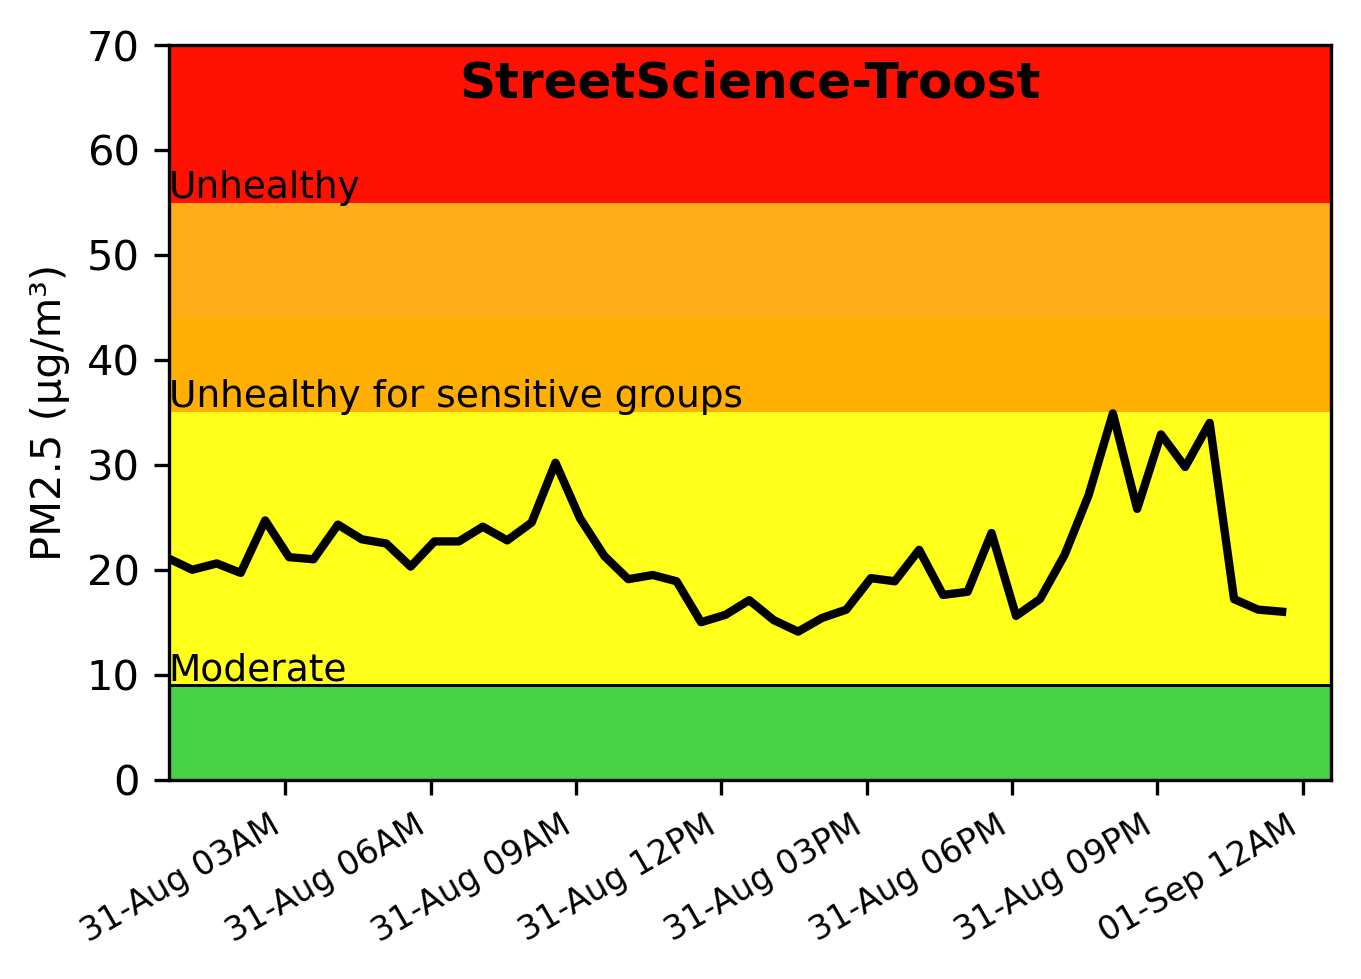 StreetScience-Troost
PM2.5 (µg/m³)
70
60
50
40
30
20
10
0
Unhealthy
Unhealthy for sensitive groups
Moderate
31-Aug 03AM
31-Aug 06AM
31-Aug 09AM
31-Aug 12PM
31-Aug 03PM
31-Aug 06PM
31-Aug 09PM
01-Sep 12AM